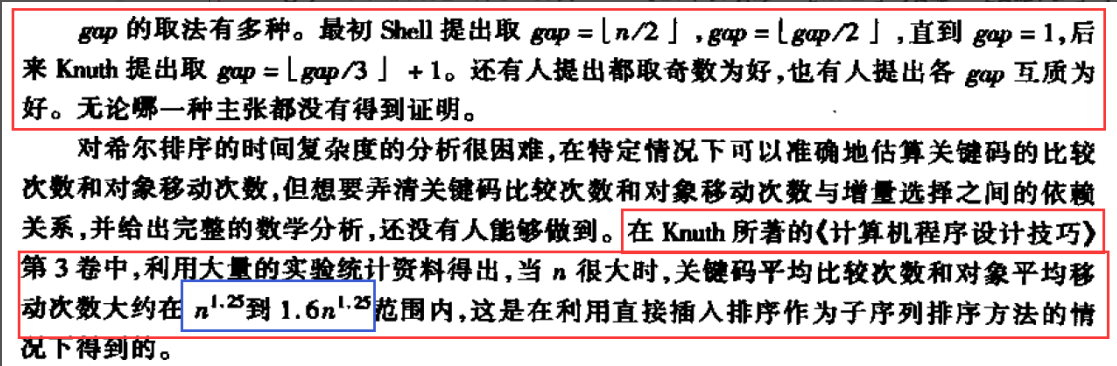 gap 的取法有多种。最初 Shell 提出取 gap = ⌊n/2⌋ ,gap = ⌊gap/2⌋ ,直到 gap = 1,后
来 Knuth 提出取 gap = ⌊gap/3⌋ + 1。还有人提出都取奇数为好,也有人提出各 gap 互质为
好。无论哪一种主张都没有得到证明。
对希尔排序的时间复杂度的分析很困难,在特定情况下可以准确地估算关键码的比较
次数和对象移动次数,但想要弄清关键码比较次数和对象移动次数与增量选择之间的依赖
关系,并给出完整的数学分析,还没有人能够做到。在 Knuth 所著的《计算机程序设计技巧》
第 3 卷中,利用大量的实验统计资料得出,当 n 很大时,关键码平均比较次数和对象平均移
动次数大约在 n^1.25 到 1.6n^1.25 范围内,这是在利用直接插入排序作为子序列排序方法的情
况下得到的。